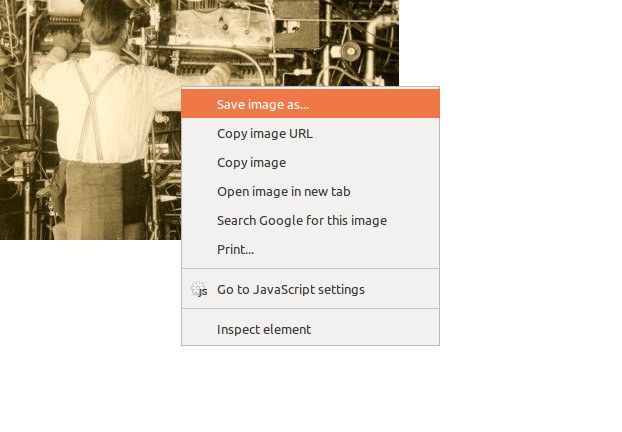 Save image as...
Copy image URL
Copy image
Open image in new tab
Search Google for this image
Print...
JS Go to JavaScript settings
Inspect element